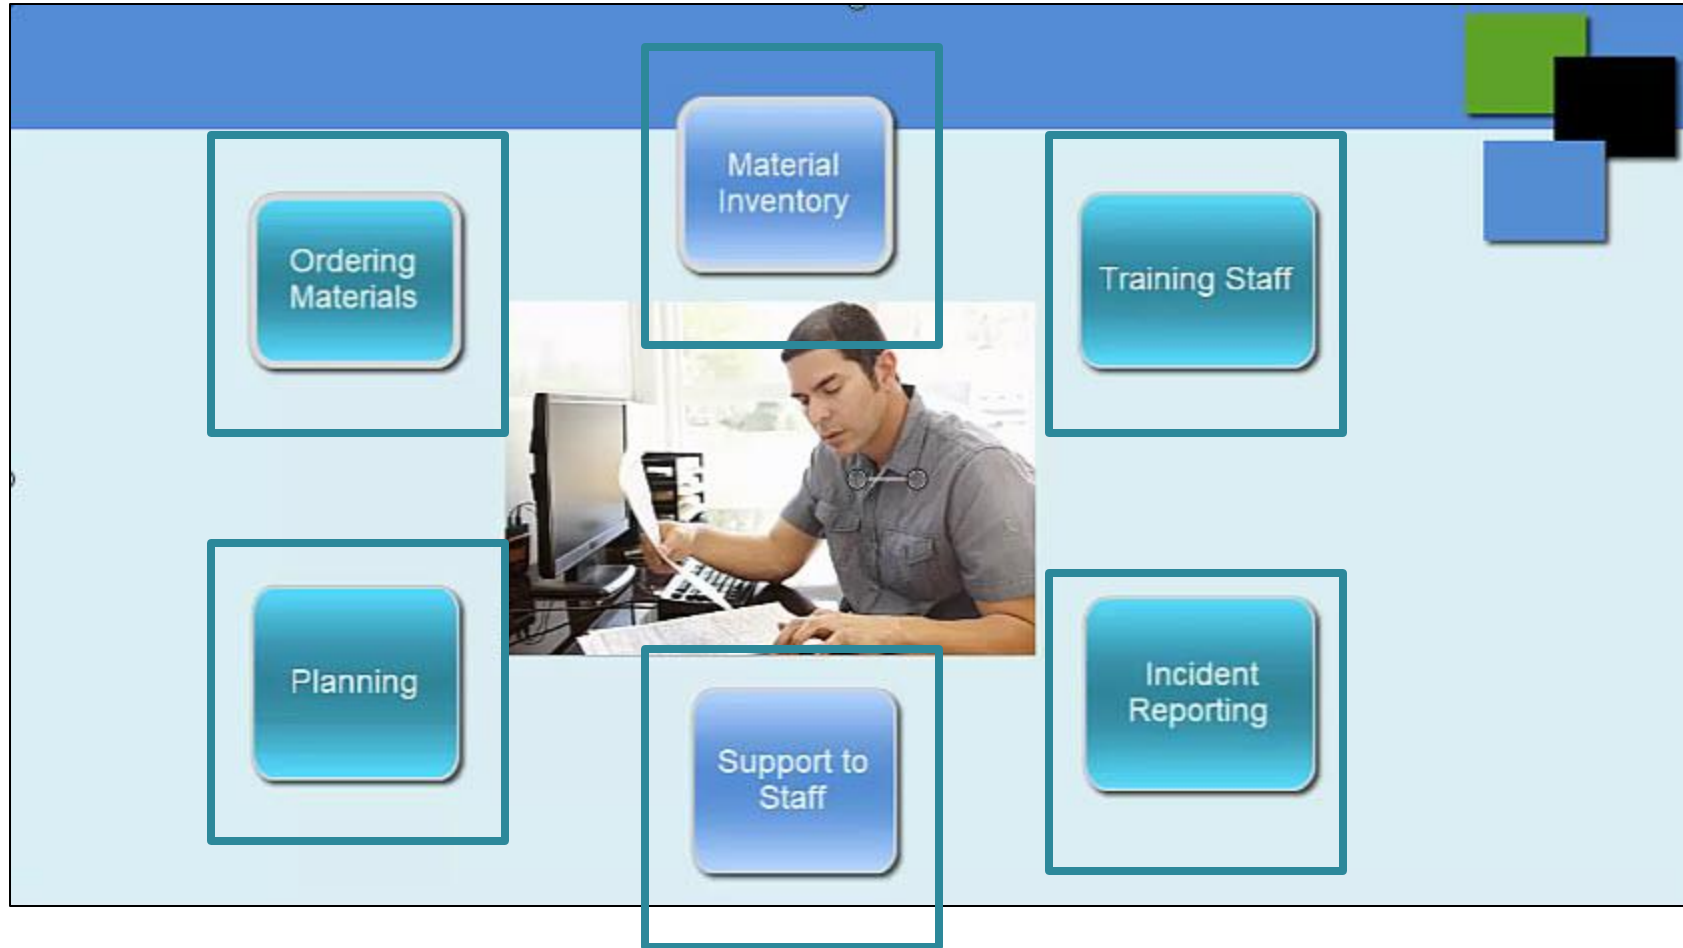 Material
Inventory
Ordering
Materials
Training Staff
Planning
Incident
Reporting
Support to
Staff